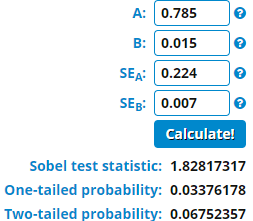 A: 0.785 ?
B: 0.015 ?
SEA: 0.224 ?
SEB: 0.007 ?
Calculate!
Sobel test statistic: 1.82817317
One-tailed probability: 0.03376178
Two-tailed probability: 0.06752357